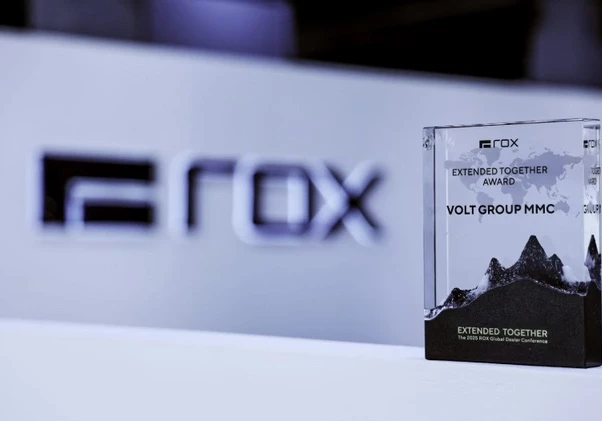 rox
rox
EXTENDED TOGETHER
AWARD
VOLT GROUP MMC
EXTENDED TOGETHER
The 2025 ROX Global Dealer Conference